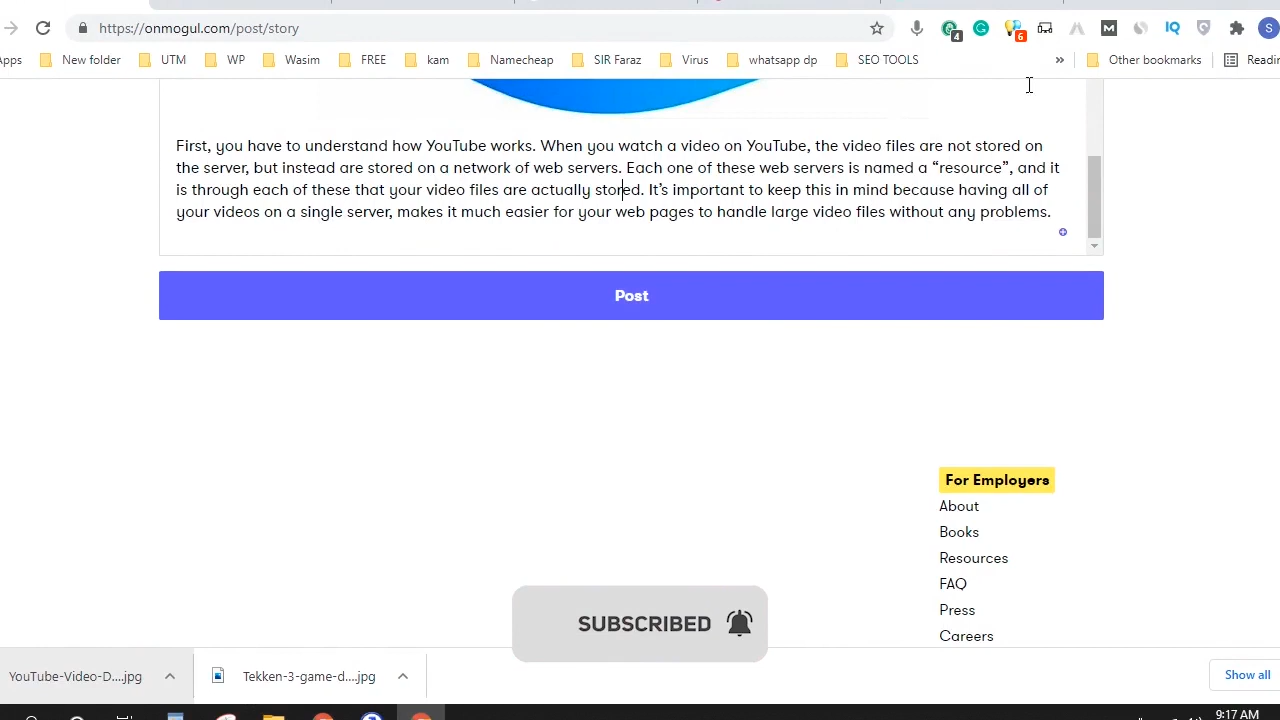 https://onmogul.com/post/story
4
6
S
pps New folder UTM WP Wasim FREE kam Namecheap SIR Faraz Virus whatsapp dp SEO TOOLS » Other bookmarks Readin
First, you have to understand how YouTube works. When you watch a video on YouTube, the video files are not stored on
the server, but instead are stored on a network of web servers. Each one of these web servers is named a “resource”, and it
is through each of these that your video files are actually stored. It’s important to keep this in mind because having all of
your videos on a single server, makes it much easier for your web pages to handle large video files without any problems.
Post
For Employers
About
Books
Resources
FAQ
Press
Careers
SUBSCRIBED
YouTube-Video-D....jpg Tekken-3-game-d....jpg Show all
9:17 AM